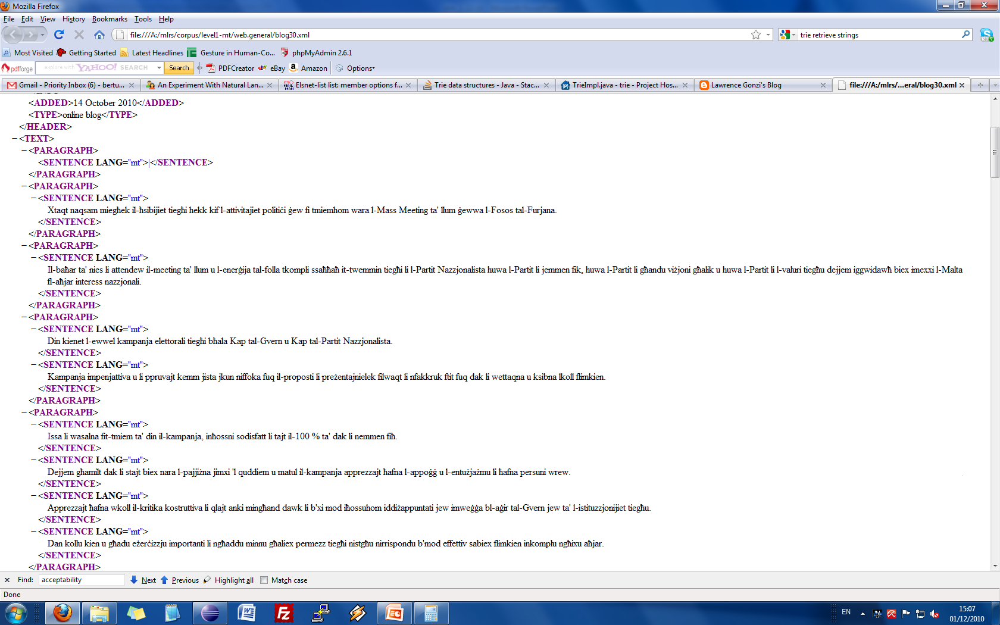 Mozilla Firefox
File Edit View History Bookmarks Tools Help
file:///A:/mlrs/corpus/level1-mt/web.general/blog30.xml
trie retrieve strings
Most Visited Getting Started Latest Headlines Gesture in Human-Co... phpMyAdmin 2.6.1
pdfforge explore with YAHOO! SEARCH Search PDFCreator eBay Amazon Options
Gmail - Priority Inbox (6) - bertu... An Experiment With Natural Lan... Elsnet-list list: member options f... Trie data structures - Java - Stac... TrieImpl.java - trie - Project Hos... Lawrence Gonzi's Blog file:///A:/mlrs/...eral/blog30.xml
<ADDED>14 October 2010</ADDED>
<TYPE>online blog</TYPE>
</HEADER>
−<TEXT>
−<PARAGRAPH>
<SENTENCE LANG="mt">|</SENTENCE>
</PARAGRAPH>
−<PARAGRAPH>
−<SENTENCE LANG="mt">
Xtaqt naqsam miegħek il-ħsibijiet tiegħi hekk kif l-attivitajiet politiċi ġew fi tmiemhom wara l-Mass Meeting ta' llum ġewwa l-Fosos tal-Furjana.
</SENTENCE>
</PARAGRAPH>
−<PARAGRAPH>
−<SENTENCE LANG="mt">
Il-baħar ta' nies li attendew il-meeting ta' llum u l-enerġija tal-folla tkompli ssaħħaħ it-twemmin tiegħi li l-Partit Nazzjonalista huwa l-Partit li jemmen fik, huwa l-Partit li għandu viżjoni għalik u huwa l-Partit li l-valuri tiegħu dejjem iggwidawħ biex imexxi l-Malta
fl-aħjar interess nazzjonali.
</SENTENCE>
</PARAGRAPH>
−<PARAGRAPH>
−<SENTENCE LANG="mt">
Din kienet l-ewwel kampanja elettorali tiegħi bħala Kap tal-Gvern u Kap tal-Partit Nazzjonalista.
</SENTENCE>
−<SENTENCE LANG="mt">
Kampanja impenjattiva u li ppruvajt kemm jista jkun niffoka fuq il-proposti li preżentajnielek filwaqt li nfakkruk ftit fuq dak li wettaqna u ksibna lkoll flimkien.
</SENTENCE>
</PARAGRAPH>
−<PARAGRAPH>
−<SENTENCE LANG="mt">
Issa li wasalna fit-tmiem ta' din il-kampanja, inħossni sodisfatt li tajt il-100 % ta' dak li nemmen fih.
</SENTENCE>
−<SENTENCE LANG="mt">
Dejjem għamilt dak li stajt biex nara l-pajjiżna jimxi 'l quddiem u matul il-kampanja apprezzajt ħafna l-appoġġ u l-entużjażmu li ħafna persuni wrew.
</SENTENCE>
−<SENTENCE LANG="mt">
Apprezzajt ħafna wkoll il-kritika kostruttiva li qlajt anki mingħand dawk li b'xi mod iħossuhom iddiżappuntati jew imweġġa bl-aġir tal-Gvern jew ta' l-istituzzjonijiet tiegħu.
</SENTENCE>
−<SENTENCE LANG="mt">
Dan kollu kien u għadu eżerċizzju importanti li ngħaddu minnu għaliex permezz tiegħi nistgħu nirrispondu b'mod effettiv sabiex flimkien inkomplu ngħixu aħjar.
</SENTENCE>
</PARAGRAPH>
Find: acceptability Next Previous Highlight all Match case
Done
EN 15:07
01/12/2010